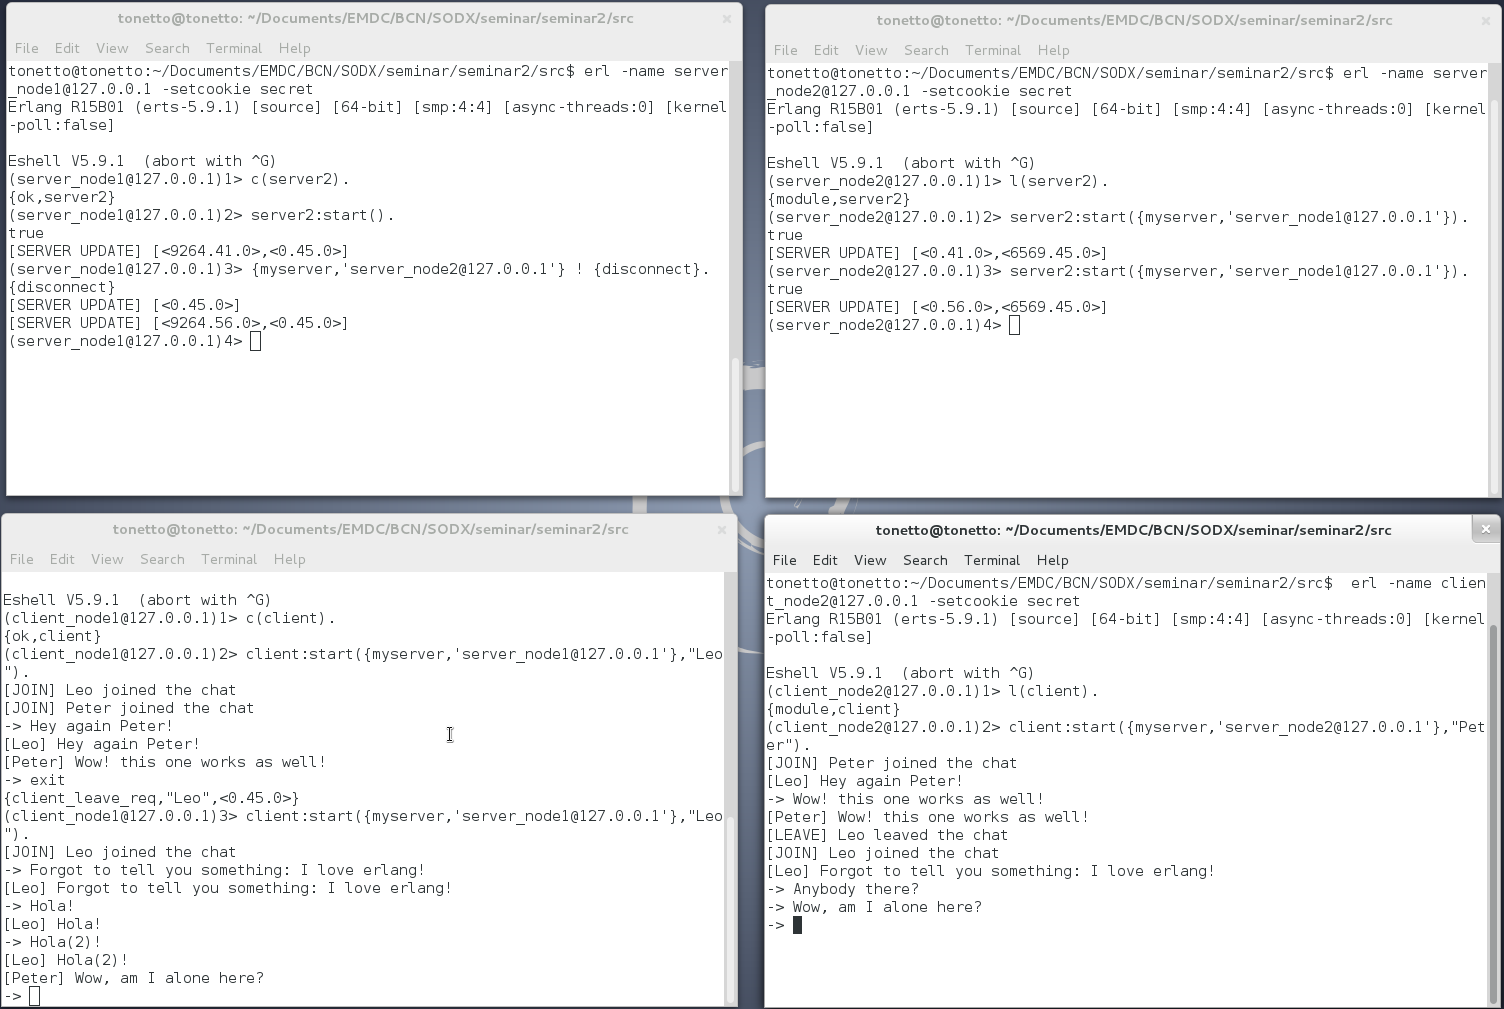 tonetto@tonetto: ~/Documents/EMDC/BCN/SODX/seminar/seminar2/src
File Edit View Search Terminal Help
tonetto@tonetto:~/Documents/EMDC/BCN/SODX/seminar/seminar2/src$ erl -name server
_node1@127.0.0.1 -setcookie secret
Erlang R15B01 (erts-5.9.1) [source] [64-bit] [smp:4:4] [async-threads:0] [kernel
-poll:false]
Eshell V5.9.1  (abort with ^G)
(server_node1@127.0.0.1)1> c(server2).
{ok,server2}
(server_node1@127.0.0.1)2> server2:start().
true
[SERVER UPDATE] [<9264.41.0>,<0.45.0>]
(server_node1@127.0.0.1)3> {myserver,'server_node2@127.0.0.1'} ! {disconnect}.
{disconnect}
[SERVER UPDATE] [<0.45.0>]
[SERVER UPDATE] [<9264.56.0>,<0.45.0>]
(server_node1@127.0.0.1)4>
tonetto@tonetto: ~/Documents/EMDC/BCN/SODX/seminar/seminar2/src
File Edit View Search Terminal Help
tonetto@tonetto:~/Documents/EMDC/BCN/SODX/seminar/seminar2/src$ erl -name server
_node2@127.0.0.1 -setcookie secret
Erlang R15B01 (erts-5.9.1) [source] [64-bit] [smp:4:4] [async-threads:0] [kernel
-poll:false]
Eshell V5.9.1  (abort with ^G)
(server_node2@127.0.0.1)1> l(server2).
{module,server2}
(server_node2@127.0.0.1)2> server2:start({myserver,'server_node1@127.0.0.1'}).
true
[SERVER UPDATE] [<0.41.0>,<6569.45.0>]
(server_node2@127.0.0.1)3> server2:start({myserver,'server_node1@127.0.0.1'}).
true
[SERVER UPDATE] [<0.56.0>,<6569.45.0>]
(server_node2@127.0.0.1)4>
tonetto@tonetto: ~/Documents/EMDC/BCN/SODX/seminar/seminar2/src
File Edit View Search Terminal Help
Eshell V5.9.1  (abort with ^G)
(client_node1@127.0.0.1)1> c(client).
{ok,client}
(client_node1@127.0.0.1)2> client:start({myserver,'server_node1@127.0.0.1'},"Leo
").
[JOIN] Leo joined the chat
[JOIN] Peter joined the chat
-> Hey again Peter!
[Leo] Hey again Peter!
[Peter] Wow! this one works as well!
-> exit
{client_leave_req,"Leo",<0.45.0>}
(client_node1@127.0.0.1)3> client:start({myserver,'server_node1@127.0.0.1'},"Leo
").
[JOIN] Leo joined the chat
-> Forgot to tell you something: I love erlang!
[Leo] Forgot to tell you something: I love erlang!
-> Hola!
[Leo] Hola!
-> Hola(2)!
[Leo] Hola(2)!
[Peter] Wow, am I alone here?
->
tonetto@tonetto: ~/Documents/EMDC/BCN/SODX/seminar/seminar2/src
File Edit View Search Terminal Help
tonetto@tonetto:~/Documents/EMDC/BCN/SODX/seminar/seminar2/src$  erl -name clien
t_node2@127.0.0.1 -setcookie secret
Erlang R15B01 (erts-5.9.1) [source] [64-bit] [smp:4:4] [async-threads:0] [kernel
-poll:false]
Eshell V5.9.1  (abort with ^G)
(client_node2@127.0.0.1)1> l(client).
{module,client}
(client_node2@127.0.0.1)2> client:start({myserver,'server_node2@127.0.0.1'},"Pet
er").
[JOIN] Peter joined the chat
[Leo] Hey again Peter!
-> Wow! this one works as well!
[Peter] Wow! this one works as well!
[LEAVE] Leo leaved the chat
[JOIN] Leo joined the chat
[Leo] Forgot to tell you something: I love erlang!
-> Anybody there?
-> Wow, am I alone here?
->